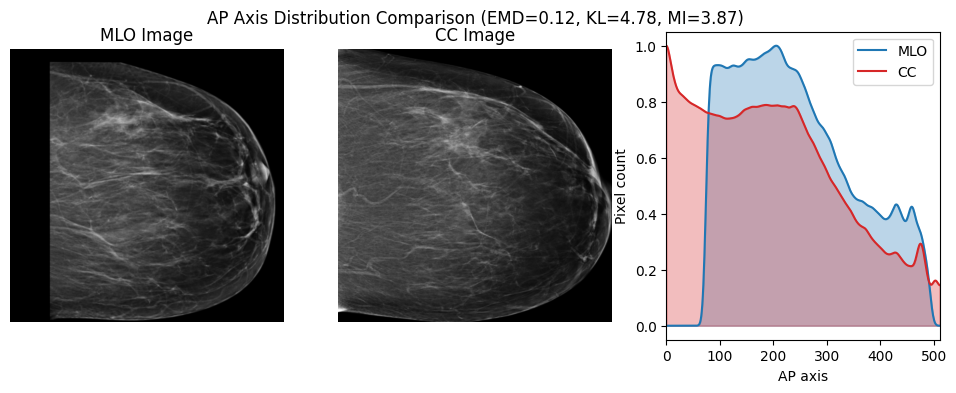 AP Axis Distribution Comparison (EMD=0.12, KL=4.78, MI=3.87)
MLO Image
CC Image
MLO
CC
1.0
0.8
0.6
0.4
0.2
0.0
Pixel count
0 100 200 300 400 500
AP axis